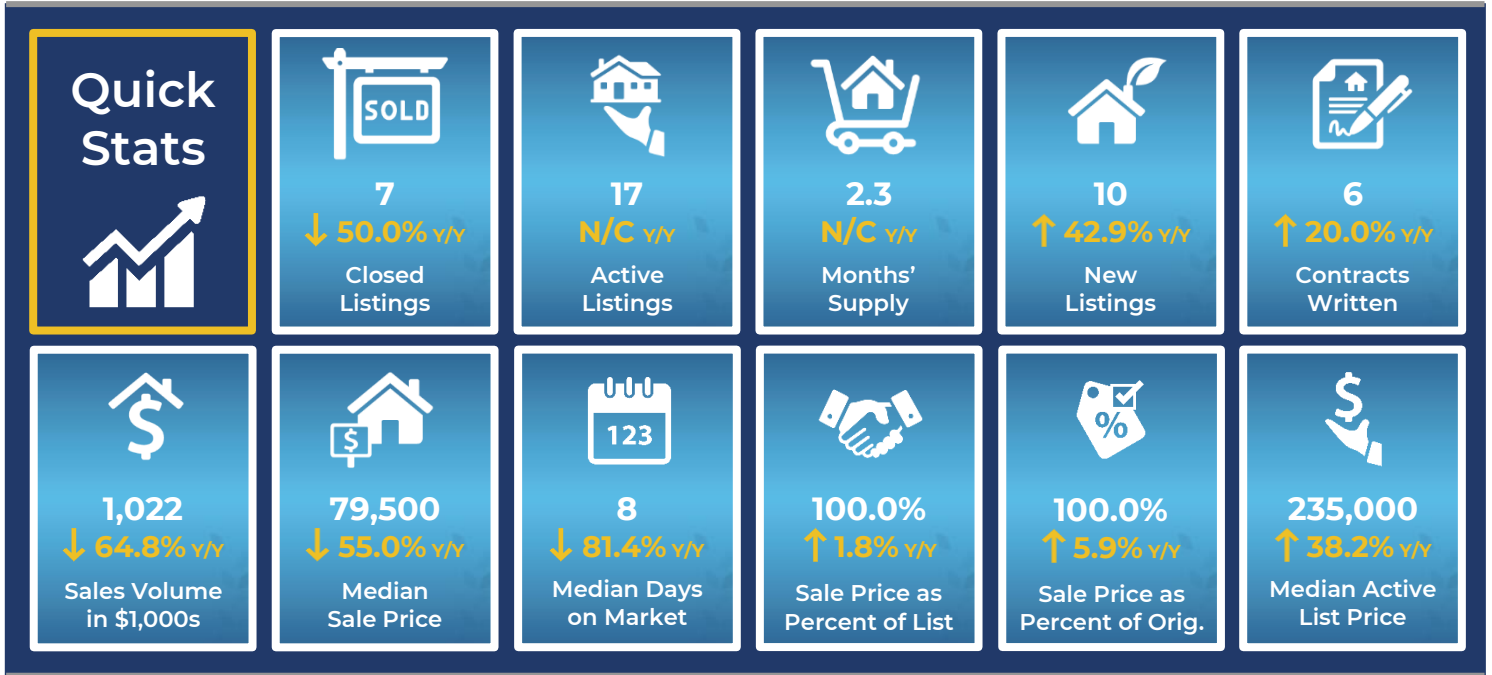 Quick
Stats
SOLD
7
↓ 50.0% Y/Y
Closed
Listings
17
N/C Y/Y
Active
Listings
2.3
N/C Y/Y
Months’
Supply
10
↑ 42.9% Y/Y
New
Listings
6
↑ 20.0% Y/Y
Contracts
Written
$
1,022
↓ 64.8% Y/Y
Sales Volume
in $1,000s
$
79,500
↓ 55.0% Y/Y
Median
Sale Price
123
8
↓ 81.4% Y/Y
Median Days
on Market
100.0%
↑ 1.8% Y/Y
Sale Price as
Percent of List
%
100.0%
↑ 5.9% Y/Y
Sale Price as
Percent of Orig.
$
235,000
↑ 38.2% Y/Y
Median Active
List Price